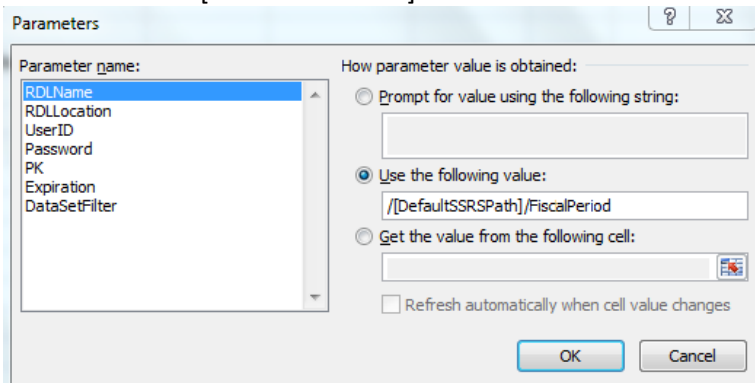 Parameters
?
Parameter name:
RDLName
RDLLocation
UserID
Password
PK
Expiration
DataSetFilter
How parameter value is obtained:
Prompt for value using the following string:
Use the following value:
/[DefaultSSRSPath]/FiscalPeriod
Get the value from the following cell:
Refresh automatically when cell value changes
OK
Cancel